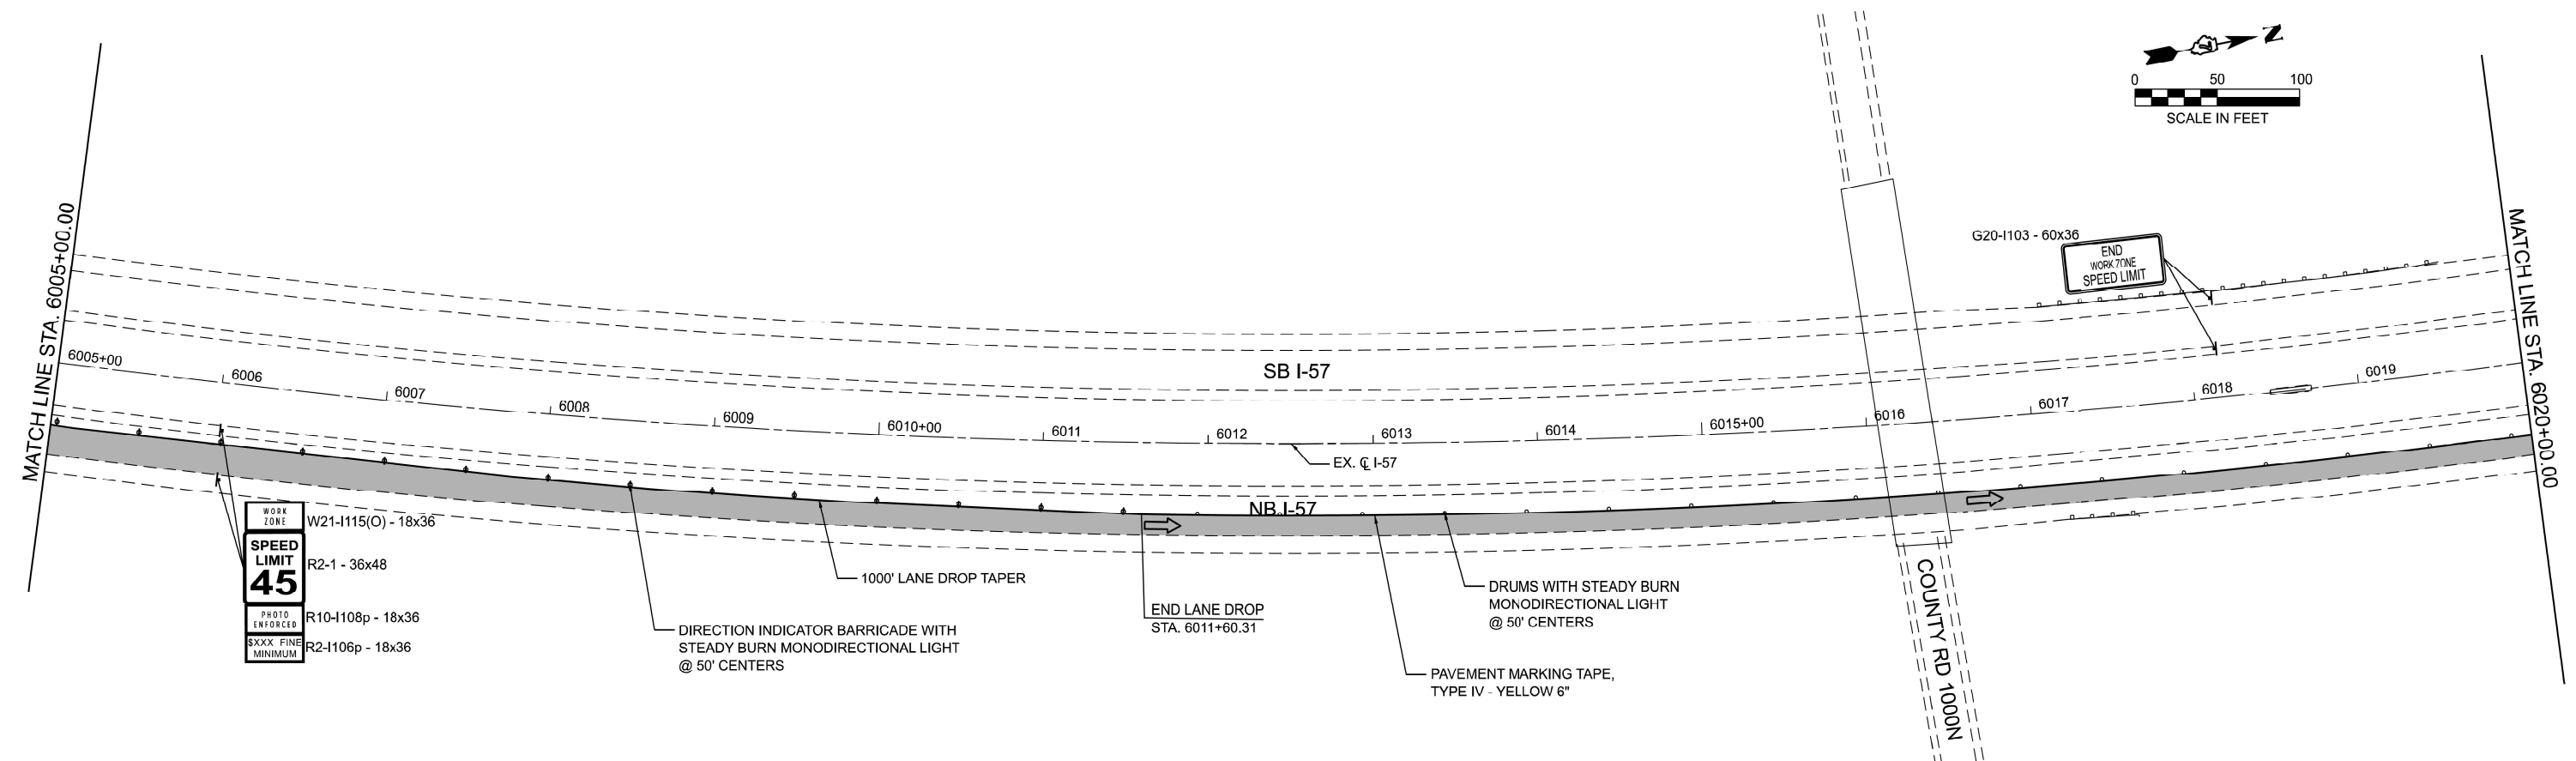 N
0 50 100
SCALE IN FEET
MATCH LINE STA. 6005+00.00
MATCH LINE STA. 6020+00.00
G20-I103 - 60x36
END
WORK ZONE
SPEED LIMIT
SB I-57
6005+00
6006
6007
6008
6009
6010+00
6011
6012
6013
6014
6015+00
6016
6017
6018
6019
EX. ℄ I-57
NB I-57
WORK
ZONE
W21-I115(O) - 18x36
SPEED
LIMIT
45
R2-1 - 36x48
PHOTO
ENFORCED
R10-I108p - 18x36
$XXX FINE
MINIMUM
R2-I106p - 18x36
1000' LANE DROP TAPER
DIRECTION INDICATOR BARRICADE WITH
STEADY BURN MONODIRECTIONAL LIGHT
@ 50' CENTERS
END LANE DROP
STA. 6011+60.31
DRUMS WITH STEADY BURN
MONODIRECTIONAL LIGHT
@ 50' CENTERS
PAVEMENT MARKING TAPE,
TYPE IV - YELLOW 6"
COUNTY RD 1000N